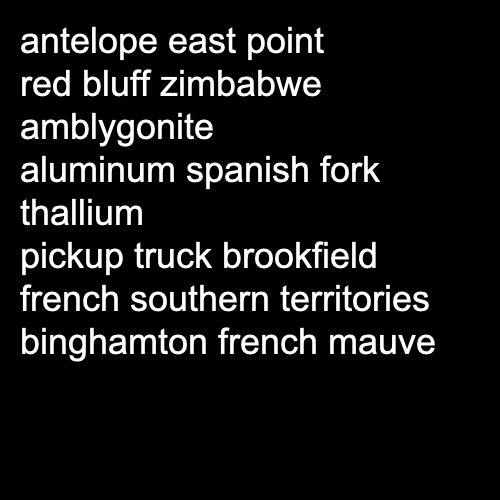 antelope east point
red bluff zimbabwe
amblygonite
aluminum spanish fork
thallium
pickup truck brookfield
french southern territories
binghamton french mauve